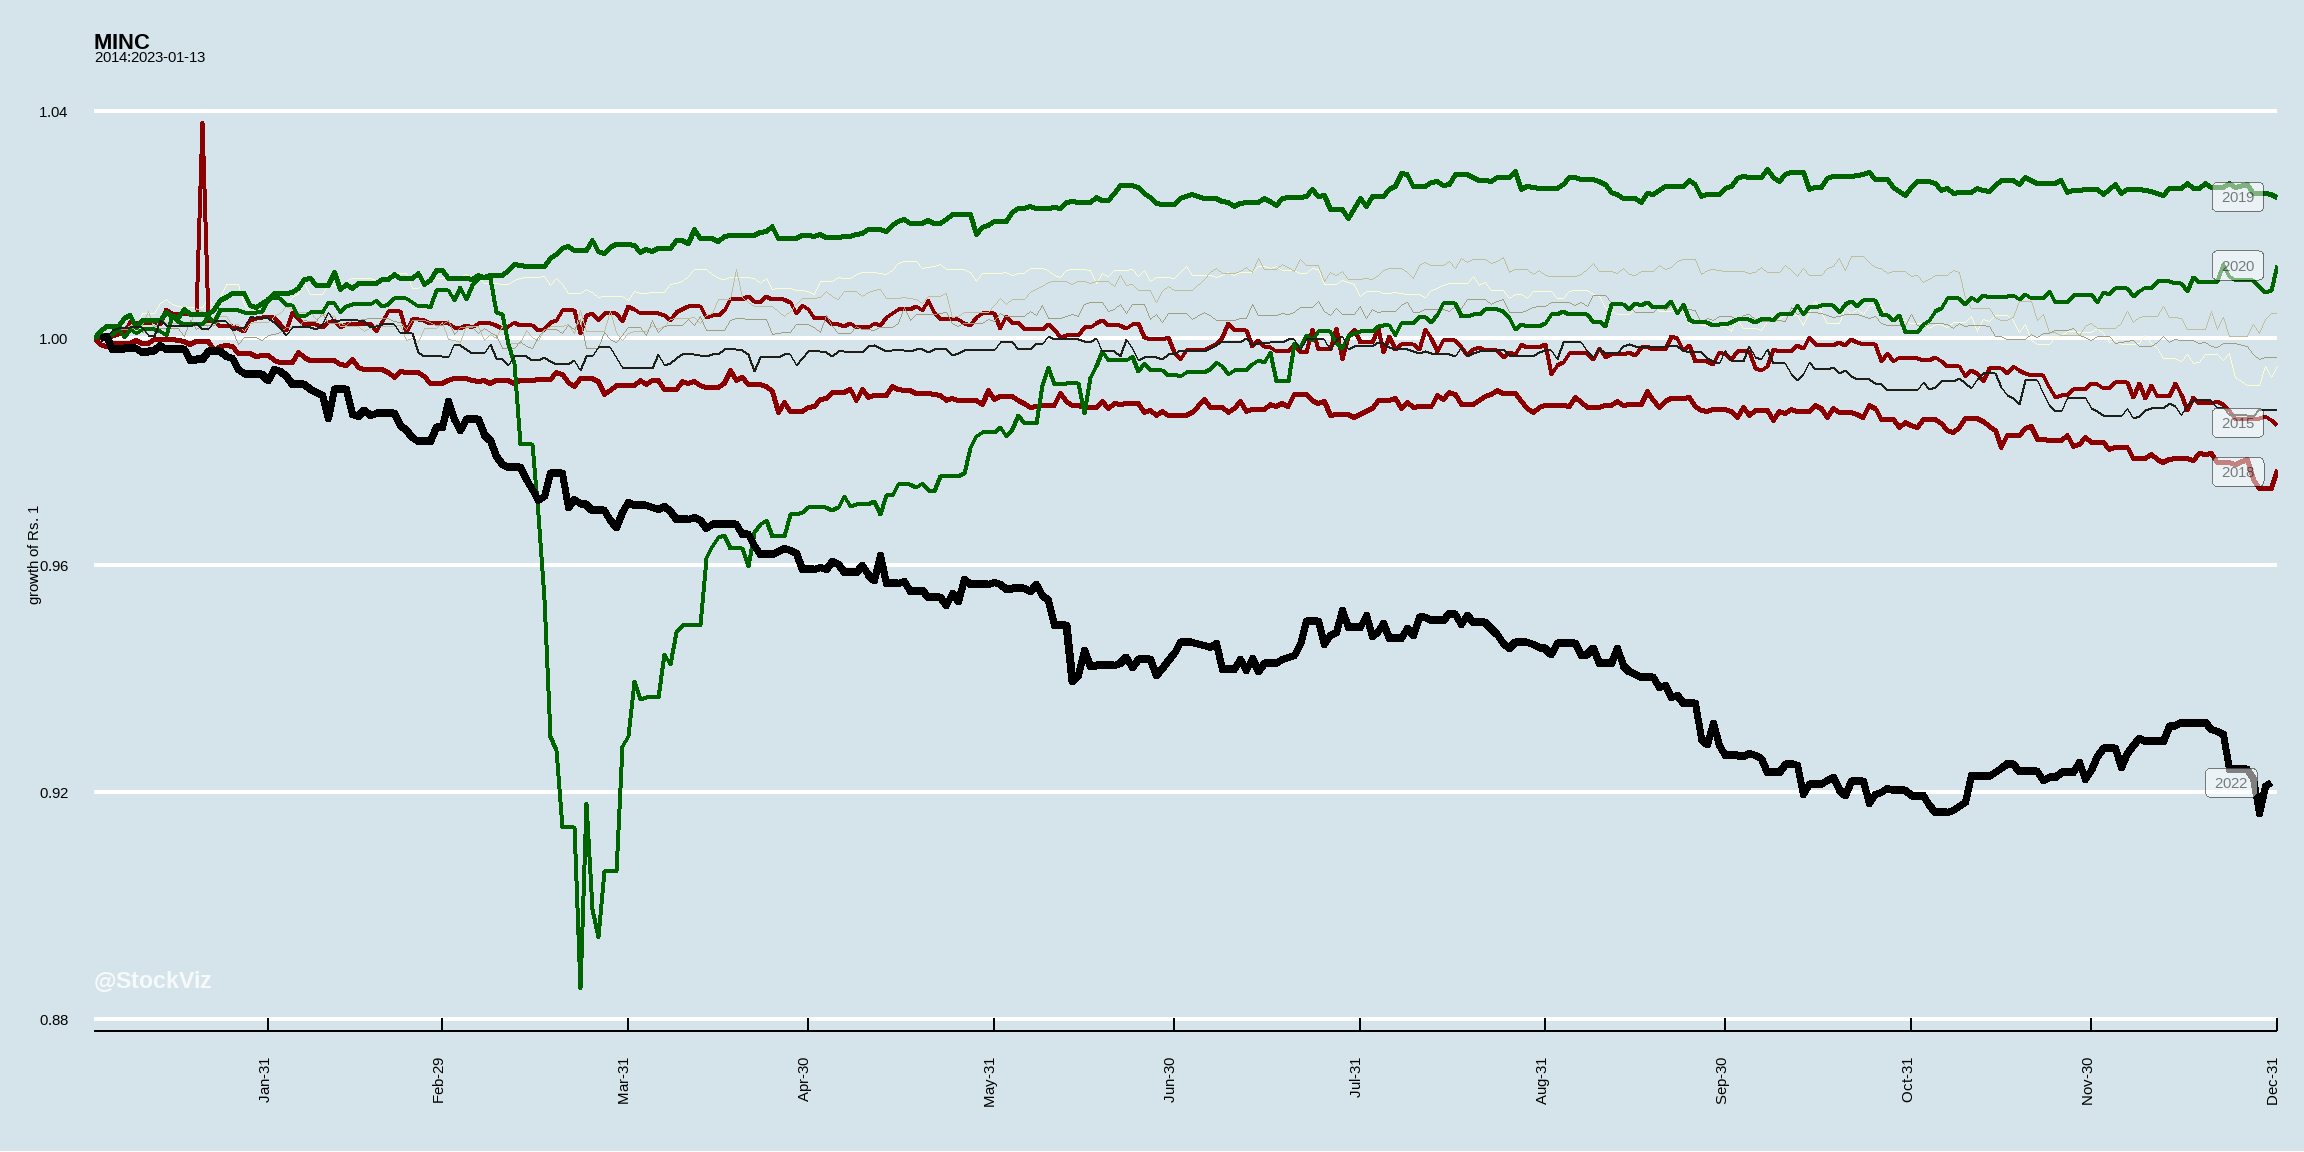 MINC
2014:2023-01-13
1.04
1.00
0.96
0.92
0.88
growth of Rs. 1
2019
2020
2015
2018
2022
@StockViz
Jan-31
Feb-29
Mar-31
Apr-30
May-31
Jun-30
Jul-31
Aug-31
Sep-30
Oct-31
Nov-30
Dec-31